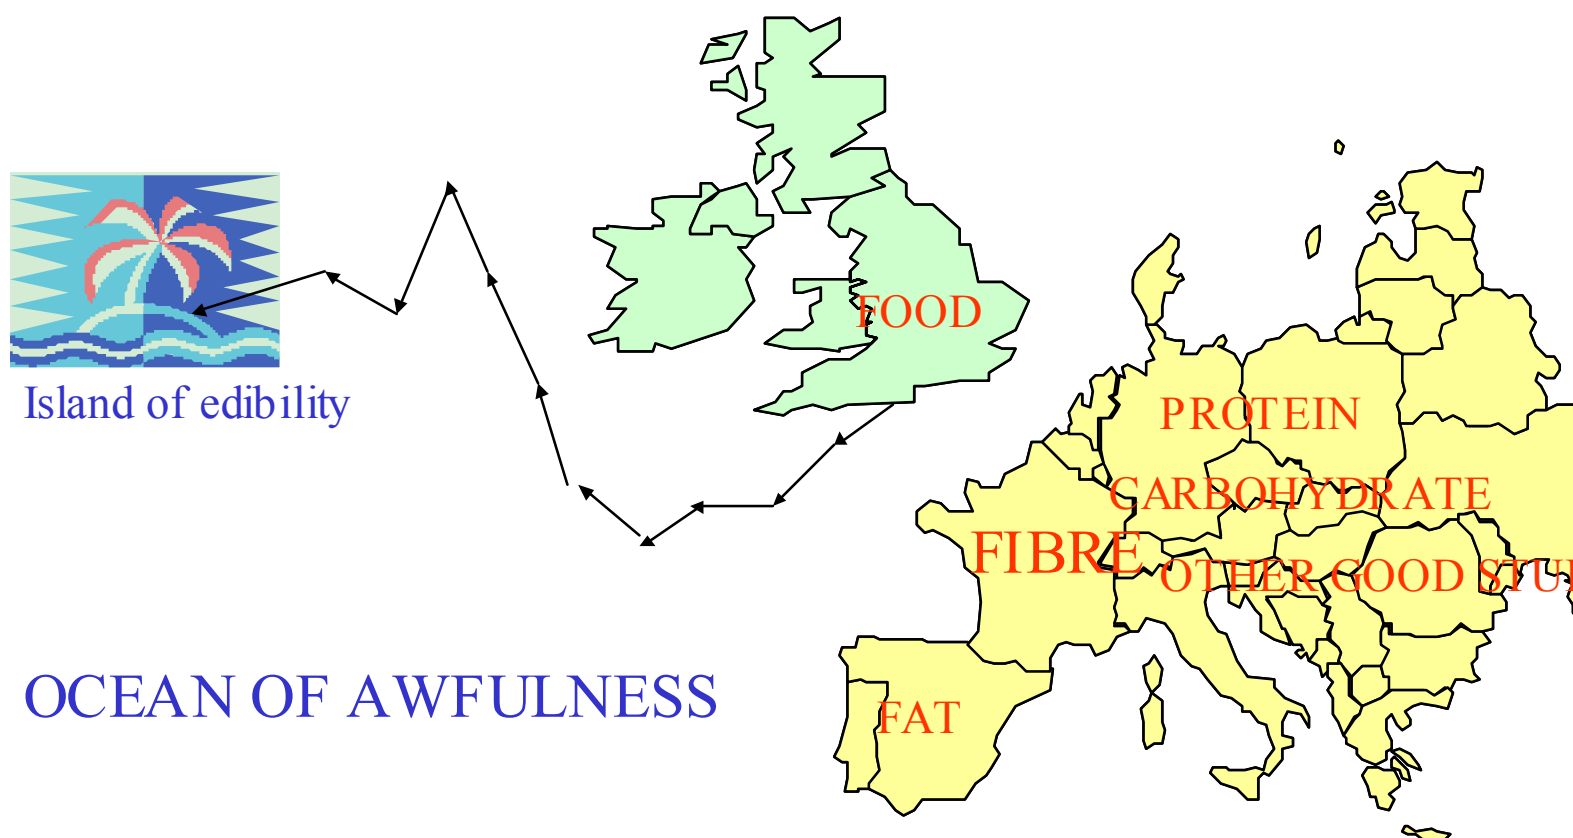 FOOD
Island of edibility
PROTEIN
CARBOHYDRATE
FIBRE
OTHER GOOD
OCEAN OF AWFULNESS
FAT